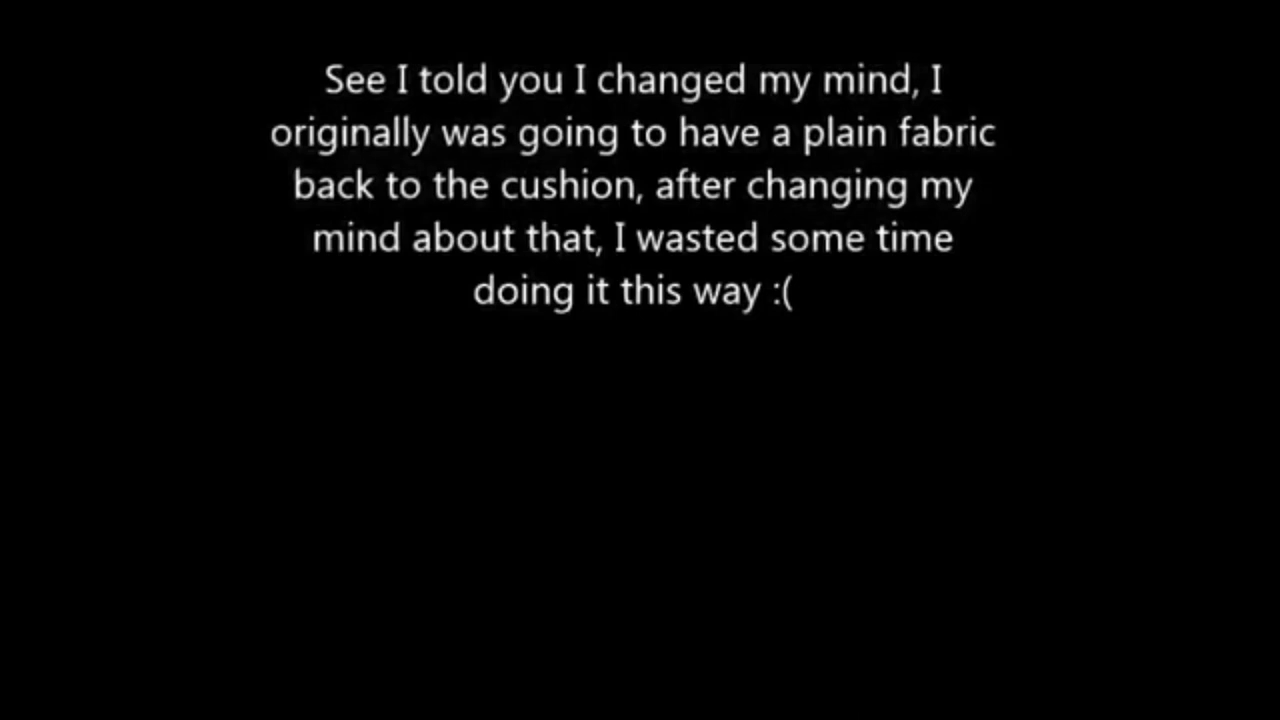 See I told you I changed my mind, I
originally was going to have a plain fabric
back to the cushion, after changing my
mind about that, I wasted some time
doing it this way :(